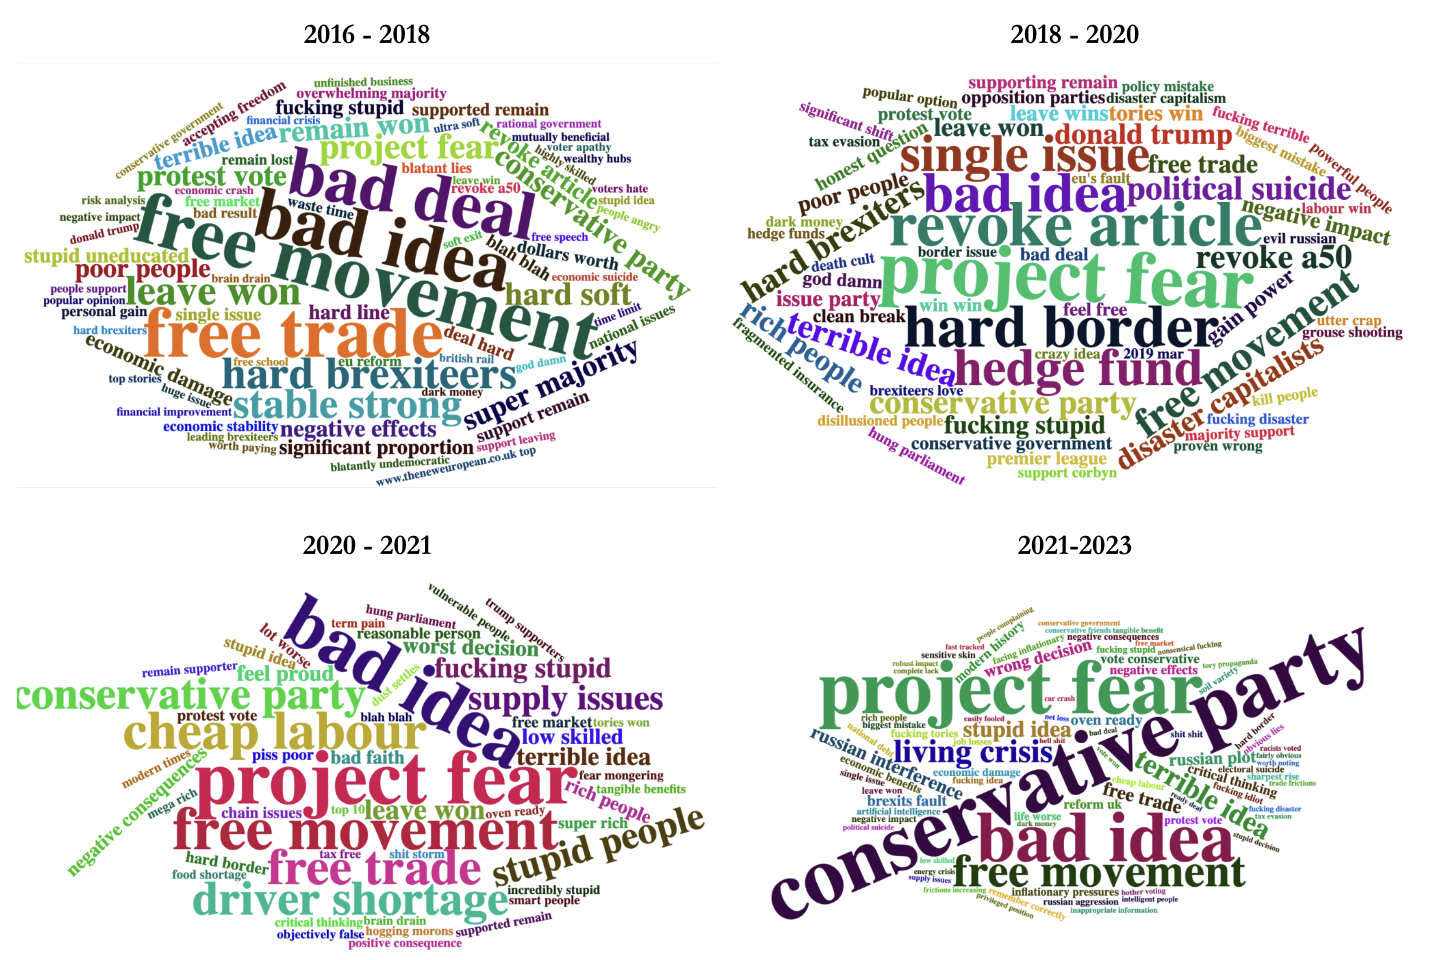 2016 - 2018
unfinished business
overwhelming majority
accepting freedom
fucking stupid
supported remain
conservative government
financial crisis
terrible idea
remain won
ultra soft
rational government
project fear
revoke article
mutually beneficial
voter apathy
highly skilled
wealthy hubs
remain lost
blatant lies
protest vote
bad deal
conservative party
economic crash
leave win
revoke a50
voters hate
stupid idea
risk analysis
free market
waste time
people angry
negative impact
bad result
free movement
bad idea
donald trump
soft exit
free speech
blah blah
dollars worth
stupid uneducated
poor people
brain drain
economic suicide
people support
leave won
hard soft
popular opinion
personal gain
single issue
hard line
time limit
free trade
national issues
hard brexiters
deal hard
economic damage
free school
eu reform
british rail
god damn
top stories
hard brexiteers
super majority
huge issue
dark money
stable strong
support remain
financial improvement
economic stability
negative effects
leading brexiteers
worth paying
significant proportion
support leaving
blatantly undemocratic
www.theneweuropean.co.uk top
2018 - 2020
supporting remain
policy mistake
popular option
opposition parties
disaster capitalism
significant shift
protest vote
leave wins
tories win
fucking terrible
leave won
donald trump
biggest mistake
tax evasion
honest question
single issue
free trade
powerful people
eu's fault
poor people
bad idea
political suicide
hard brexiters
negative impact
labour win
dark money
revoke article
hedge funds
evil russian
border issue
bad deal
revoke a50
death cult
god damn
project fear
issue party
win win
feel free
gain power
free movement
clean break
rich people
terrible idea
hard border
utter crap
grouse shooting
fragmented insurance
crazy idea
2019 mar
hedge fund
disaster capitalists
brexiteers love
kill people
conservative party
disillusioned people
fucking stupid
fucking disaster
hung parliament
conservative government
majority support
proven wrong
premier league
support corbyn
2020 - 2021
vulnerable people
trump supporters
bad idea
hung parliament
term pain
lot worse
reasonable person
stupid idea
worst decision
remain supporter
feel proud
fucking stupid
dust settles
conservative party
supply issues
protest vote
blah blah
free market
tories won
cheap labour
low skilled
modern times
piss poor
bad faith
terrible idea
negative consequences
project fear
fear mongering
rich people
tangible benefits
mega rich
chain issues
top 10
leave won
oven ready
super rich
free movement
stupid people
hard border
tax free
shit storm
food shortage
free trade
driver shortage
incredibly stupid
smart people
critical thinking
brain drain
objectively false
hogging morons
supported remain
positive consequence
2021-2023
people complaining
conservative government
modern history
conservative friends
tangible benefit
facing inflationary
negative consequences
fast tracked
free market
nonsensical fucking
sensitive skin
wrong decision
fucking stupid
robust impact
vote conservative
complete lack
negative effects
tory propaganda
project fear
car crash
soil variety
conservative party
rich people
easily fooled
net loss
oven ready
biggest mistake
stupid idea
bad deal
national debt
fucking tories
shit shit
hard border
russian interference
job losses
hell shit
obvious lies
living crisis
vote won
racists voted
russian plot
fairly obvious
economic benefits
worth noting
economic damage
terrible idea
critical thinking
electoral suicide
single issue
fucking idea
cheap labour
sharpest rise
leave won
free trade
trade frictions
brexits fault
ready deal
fucking idiot
reform uk
artificial intelligence
fucking disaster
life worse
tax evasion
negative impact
dark money
protest vote
political suicide
bad idea
stupid decision
low skilled
energy crisis
free movement
supply issues
frictions increasing
remember correctly
inflationary pressures
bother voting
privileged position
russian aggression
intelligent people
inappropriate information